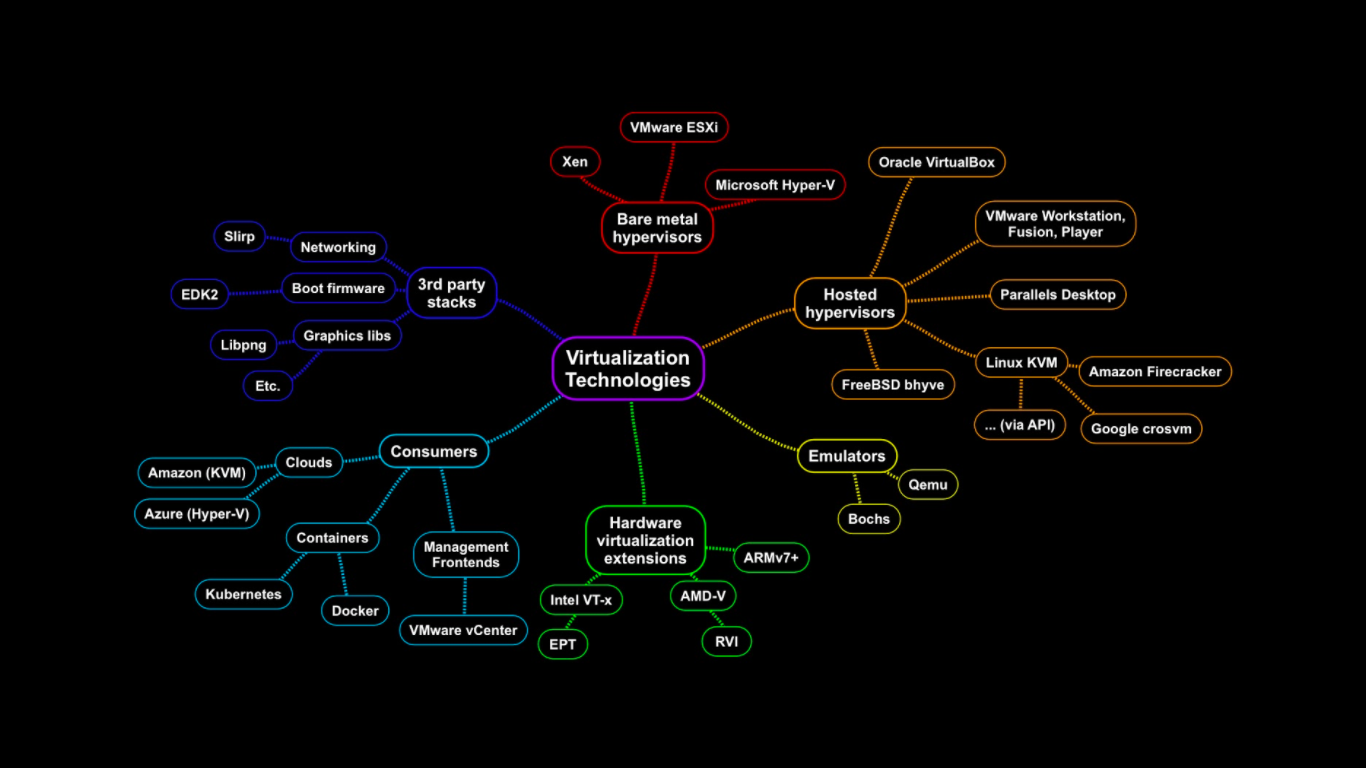 VMware ESXi
Xen
Microsoft Hyper-V
Bare metal
hypervisors
Oracle VirtualBox
VMware Workstation,
Fusion, Player
Hosted
hypervisors
Parallels Desktop
Linux KVM
Amazon Firecracker
FreeBSD bhyve
... (via API)
Google crosvm
Slirp
Networking
3rd party
stacks
EDK2
Boot firmware
Libpng
Graphics libs
Etc.
Virtualization
Technologies
Consumers
Clouds
Amazon (KVM)
Azure (Hyper-V)
Containers
Kubernetes
Docker
Management
Frontends
VMware vCenter
Hardware
virtualization
extensions
ARMv7+
Intel VT-x
AMD-V
EPT
RVI
Emulators
Qemu
Bochs